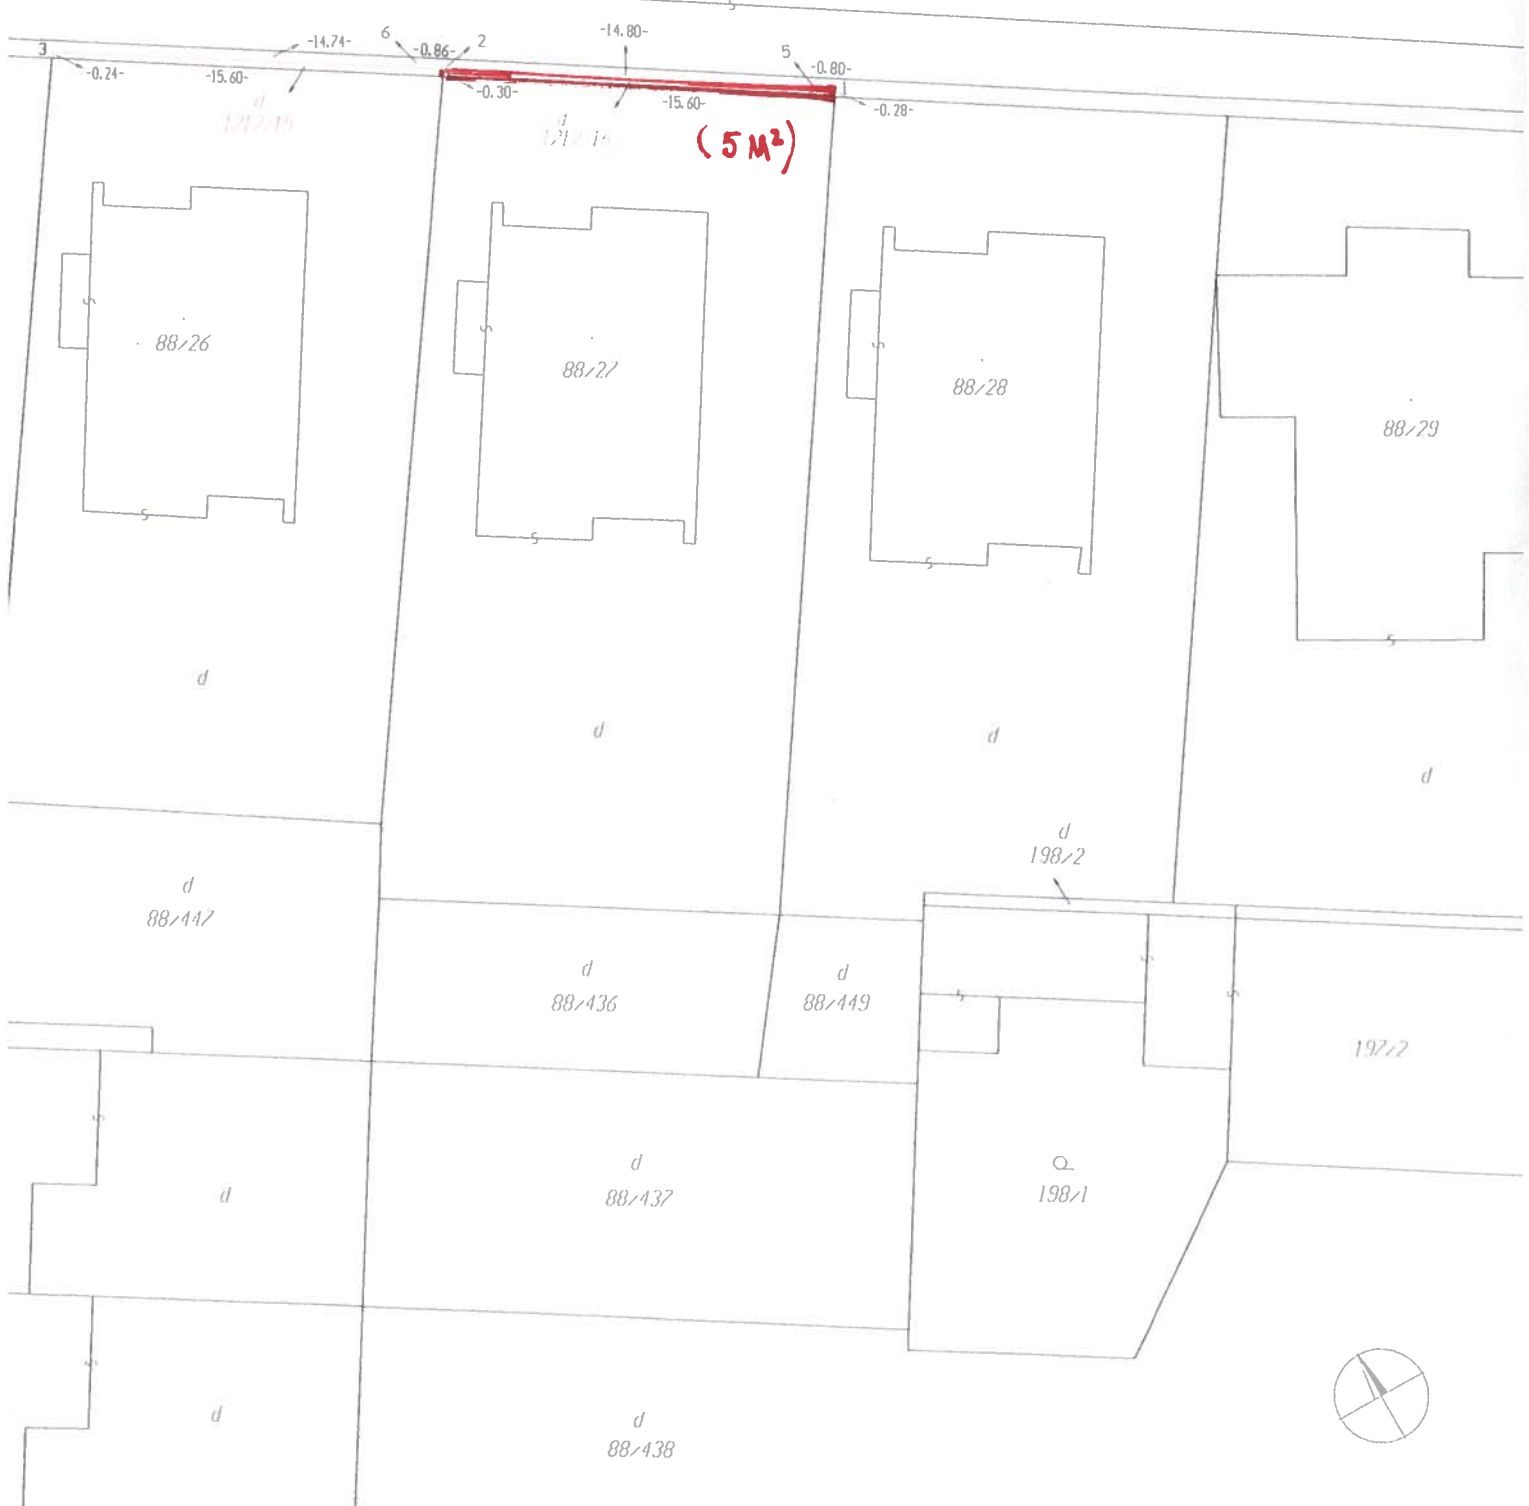 -14.80-
6
2
-14.74-
-0.86-
5
3
-0.80-
-0.24-
-15.60-
-0.30-
-15.60-
1
-0.28-
d
d
(5 M²)
88/26
88/27
88/28
88/29
d
d
d
d
d
198/2
d
88/447
d
88/436
d
88/449
197/2
d
d
88/437
198/1
d
d
88/438